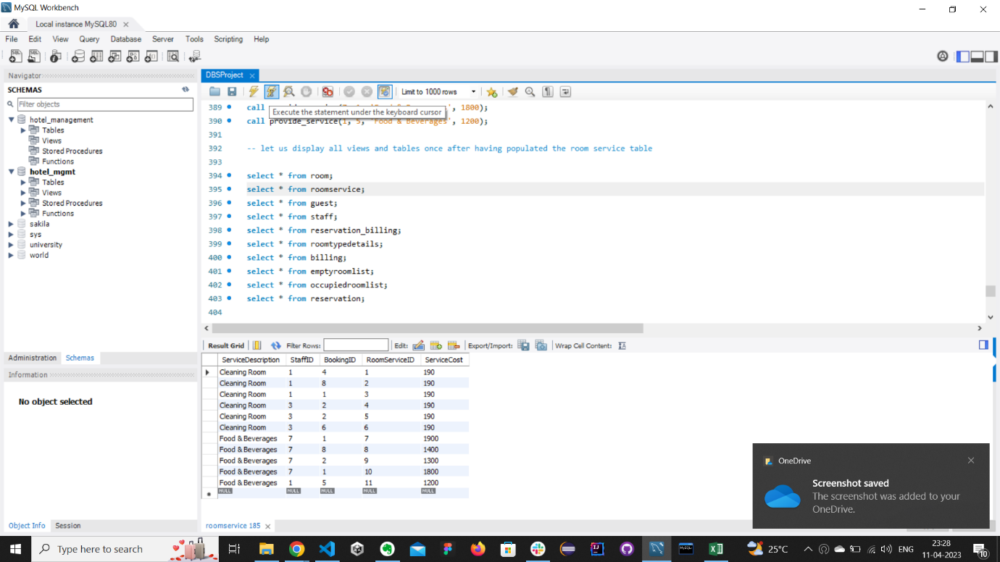 MySQL Workbench
Local instance MySQL80
File Edit View Query Database Server Tools Scripting Help
Navigator
SCHEMAS
Filter objects
hotel_management
Tables
Views
Stored Procedures
Functions
hotel_mgmt
Tables
Views
Stored Procedures
Functions
sakila
sys
university
world
Administration Schemas
Information
No object selected
Object Info Session
DBSProject
Limit to 1000 rows
389 call ', 1800);
Execute the statement under the keyboard cursor
390 call provide_service(1, 5, 'Food & Beverages', 1200);
391
392 -- let us display all views and tables once after having populated the room service table
393
394 select * from room;
395 select * from roomservice;
396 select * from guest;
397 select * from staff;
398 select * from reservation_billing;
399 select * from roomtypedetails;
400 select * from billing;
401 select * from emptyroomlist;
402 select * from occupiedroomlist;
403 select * from reservation;
404
Result Grid Filter Rows: Edit: Export/Import: Wrap Cell Content:
ServiceDescription StaffID BookingID RoomServiceID ServiceCost
Cleaning Room 1 4 1 190
Cleaning Room 1 8 2 190
Cleaning Room 1 1 3 190
Cleaning Room 3 2 4 190
Cleaning Room 3 2 5 190
Cleaning Room 3 6 6 190
Food & Beverages 7 1 7 1900
Food & Beverages 7 8 8 1400
Food & Beverages 7 2 9 1300
Food & Beverages 7 1 10 1800
Food & Beverages 1 5 11 1200
NULL NULL NULL NULL NULL
roomservice 185
OneDrive
Screenshot saved
The screenshot was added to your
OneDrive.
Type here to search
25°C
ENG
23:28
11-04-2023
10